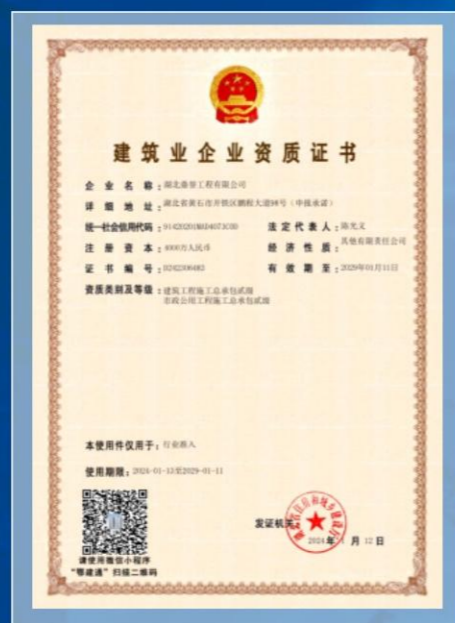 建筑业企业资质证书
企业名称：湖北 工程有限公司
详细地址：湖北省黄石市开铁区鹏程大道98号（申报承诺）
统一社会信用代码： 法定代表人：陈光义
注册资本：4000万人民币 经济性质：其他有限责任公司
证书编号：D242306483 有效期至：2029年01月11日
资质类别及等级：建筑工程施工总承包贰级
市政公用工程施工总承包贰级
本使用件仅用于：行业准入
使用期限：2024-01-13至2029-01-11
发证机关
2024年 月12日
请使用微信小程序
“鄂建通”扫描二维码